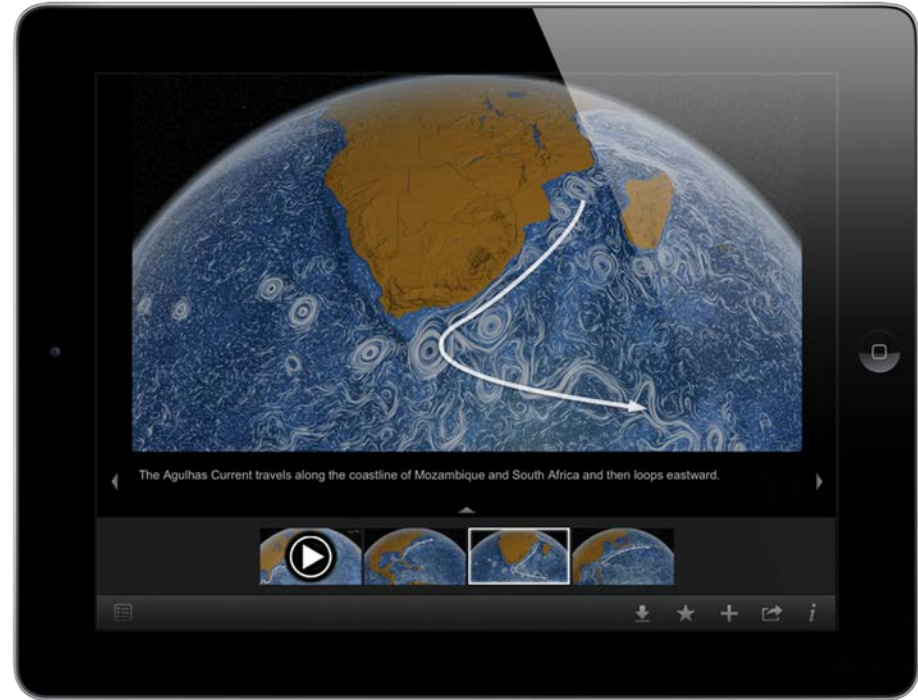 The Agulhas Current travels along the coastline of Mozambique and South Africa and then loops eastward.